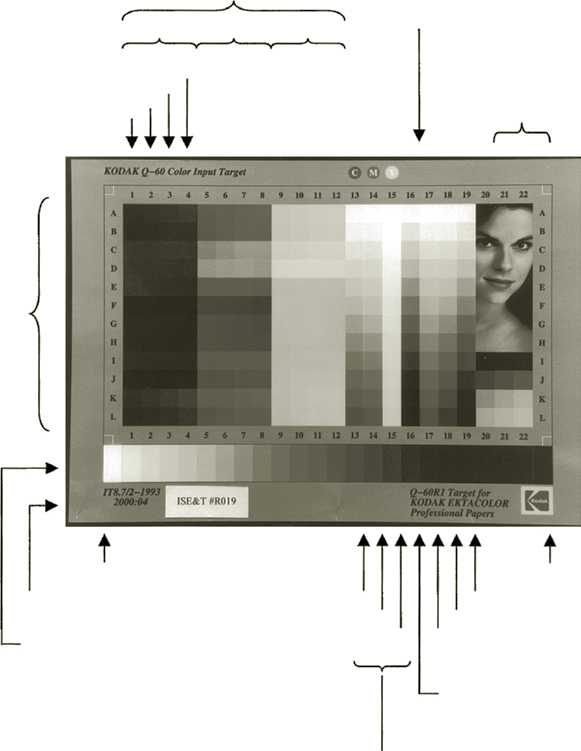 KODAK Q-60 Color Input Target
C M Y
1 2 3 4 5 6 7 8 9 10 11 12 13 14 15 16 17 18 19 20 21 22
A A
B B
C C
D D
E E
F F
G G
H H
I I
J J
K K
L L
1 2 3 4 5 6 7 8 9 10 11 12 13 14 15 16 17 18 19 20 21 22
IT8.7/2-1993
2000:04
ISE&T #R019
Q-60R1 Target for
KODAK EKTACOLOR
Professional Papers
Kodak